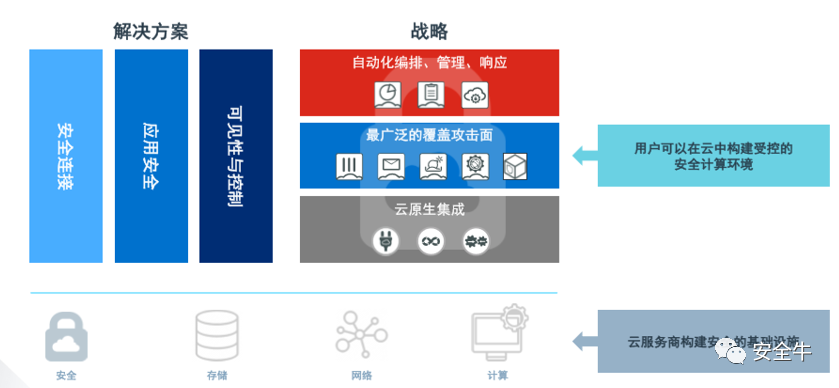 解决方案
战略
安全连接
应用安全
可见性与控制
自动化编排、管理、响应
最广泛的覆盖攻击面
云原生集成
用户可以在云中构建受控的
安全计算环境
安全
存储
网络
计算
云服务商构建安全的基础设施
安全牛